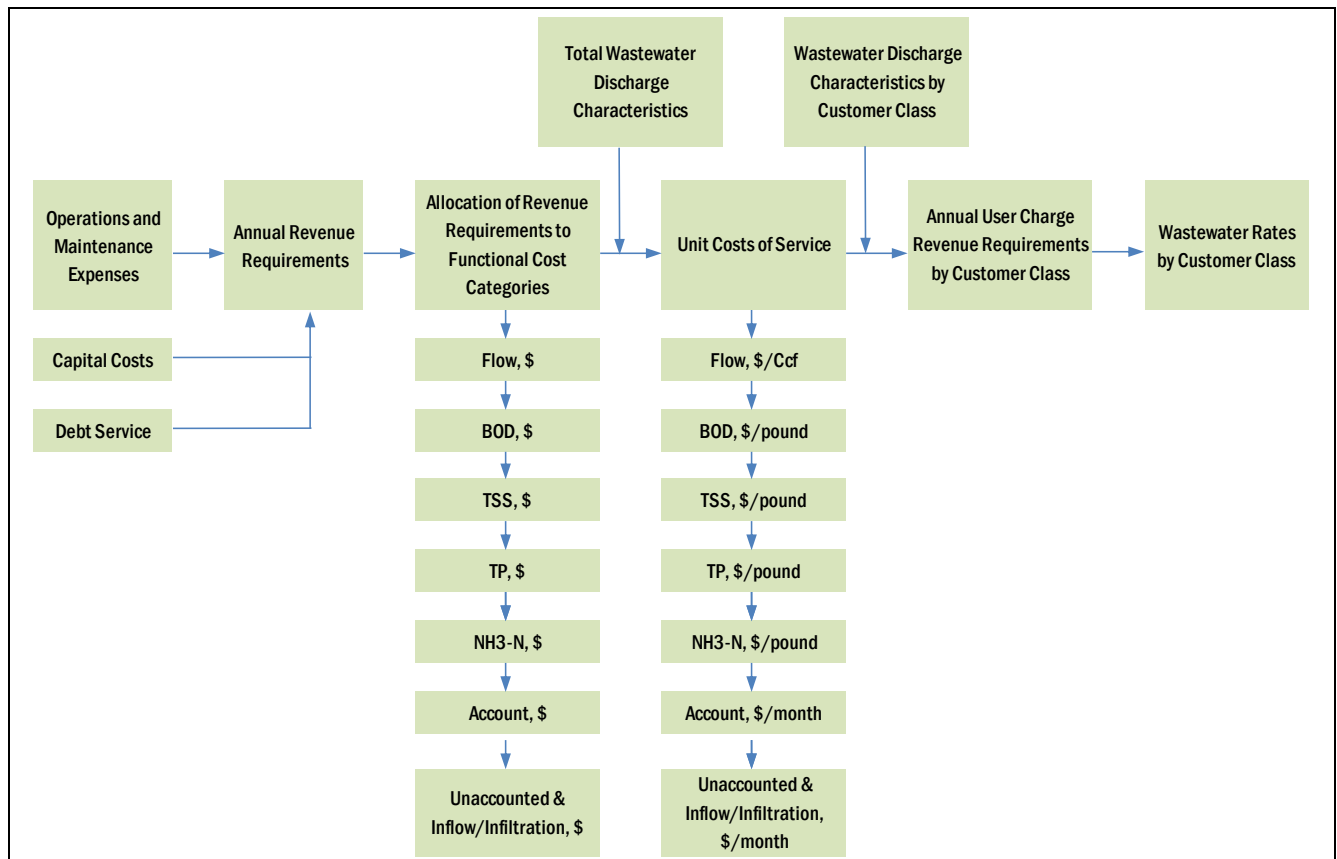 Total Wastewater
Discharge
Characteristics
Wastewater Discharge
Characteristics by
Customer Class
Operations and
Maintenance
Expenses
Annual Revenue
Requirements
Allocation of Revenue
Requirements to
Functional Cost
Categories
Unit Costs of Service
Annual User Charge
Revenue Requirements
by Customer Class
Wastewater Rates
by Customer Class
Capital Costs
Debt Service
Flow, $
BOD, $
TSS, $
TP, $
NH3-N, $
Account, $
Unaccounted &
Inflow/Infiltration, $
Flow, $/Ccf
BOD, $/pound
TSS, $/pound
TP, $/pound
NH3-N, $/pound
Account, $/month
Unaccounted &
Inflow/Infiltration,
$/month